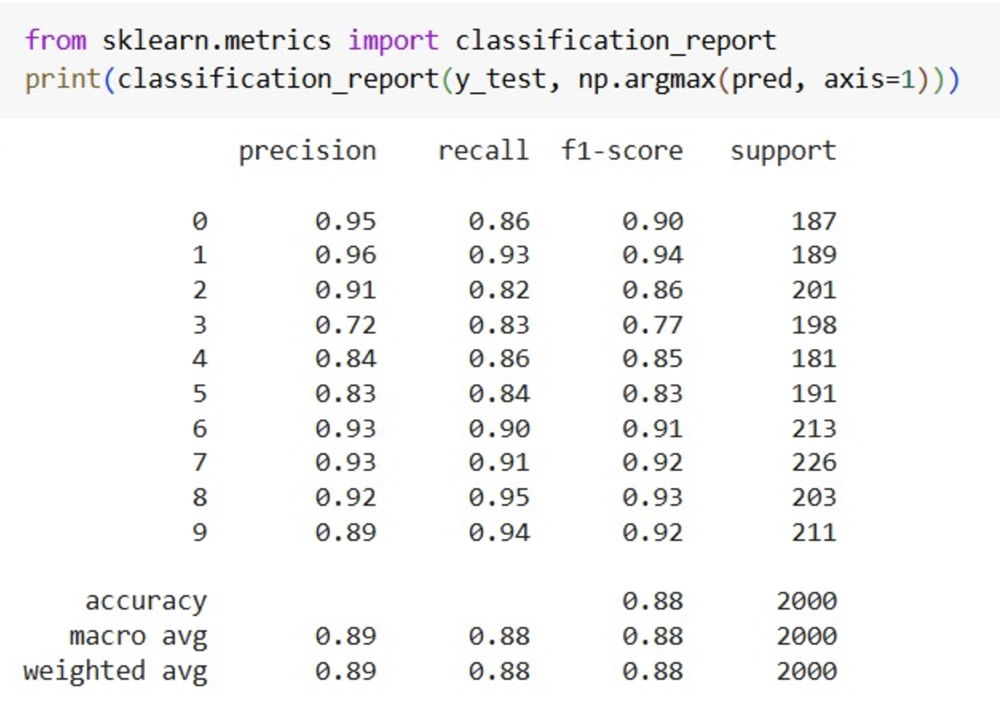 from sklearn.metrics import classification_report
print(classification_report(y_test, np.argmax(pred, axis=1)))
precision recall f1-score support
0 0.95 0.86 0.90 187
1 0.96 0.93 0.94 189
2 0.91 0.82 0.86 201
3 0.72 0.83 0.77 198
4 0.84 0.86 0.85 181
5 0.83 0.84 0.83 191
6 0.93 0.90 0.91 213
7 0.93 0.91 0.92 226
8 0.92 0.95 0.93 203
9 0.89 0.94 0.92 211
accuracy 0.88 2000
macro avg 0.89 0.88 0.88 2000
weighted avg 0.89 0.88 0.88 2000